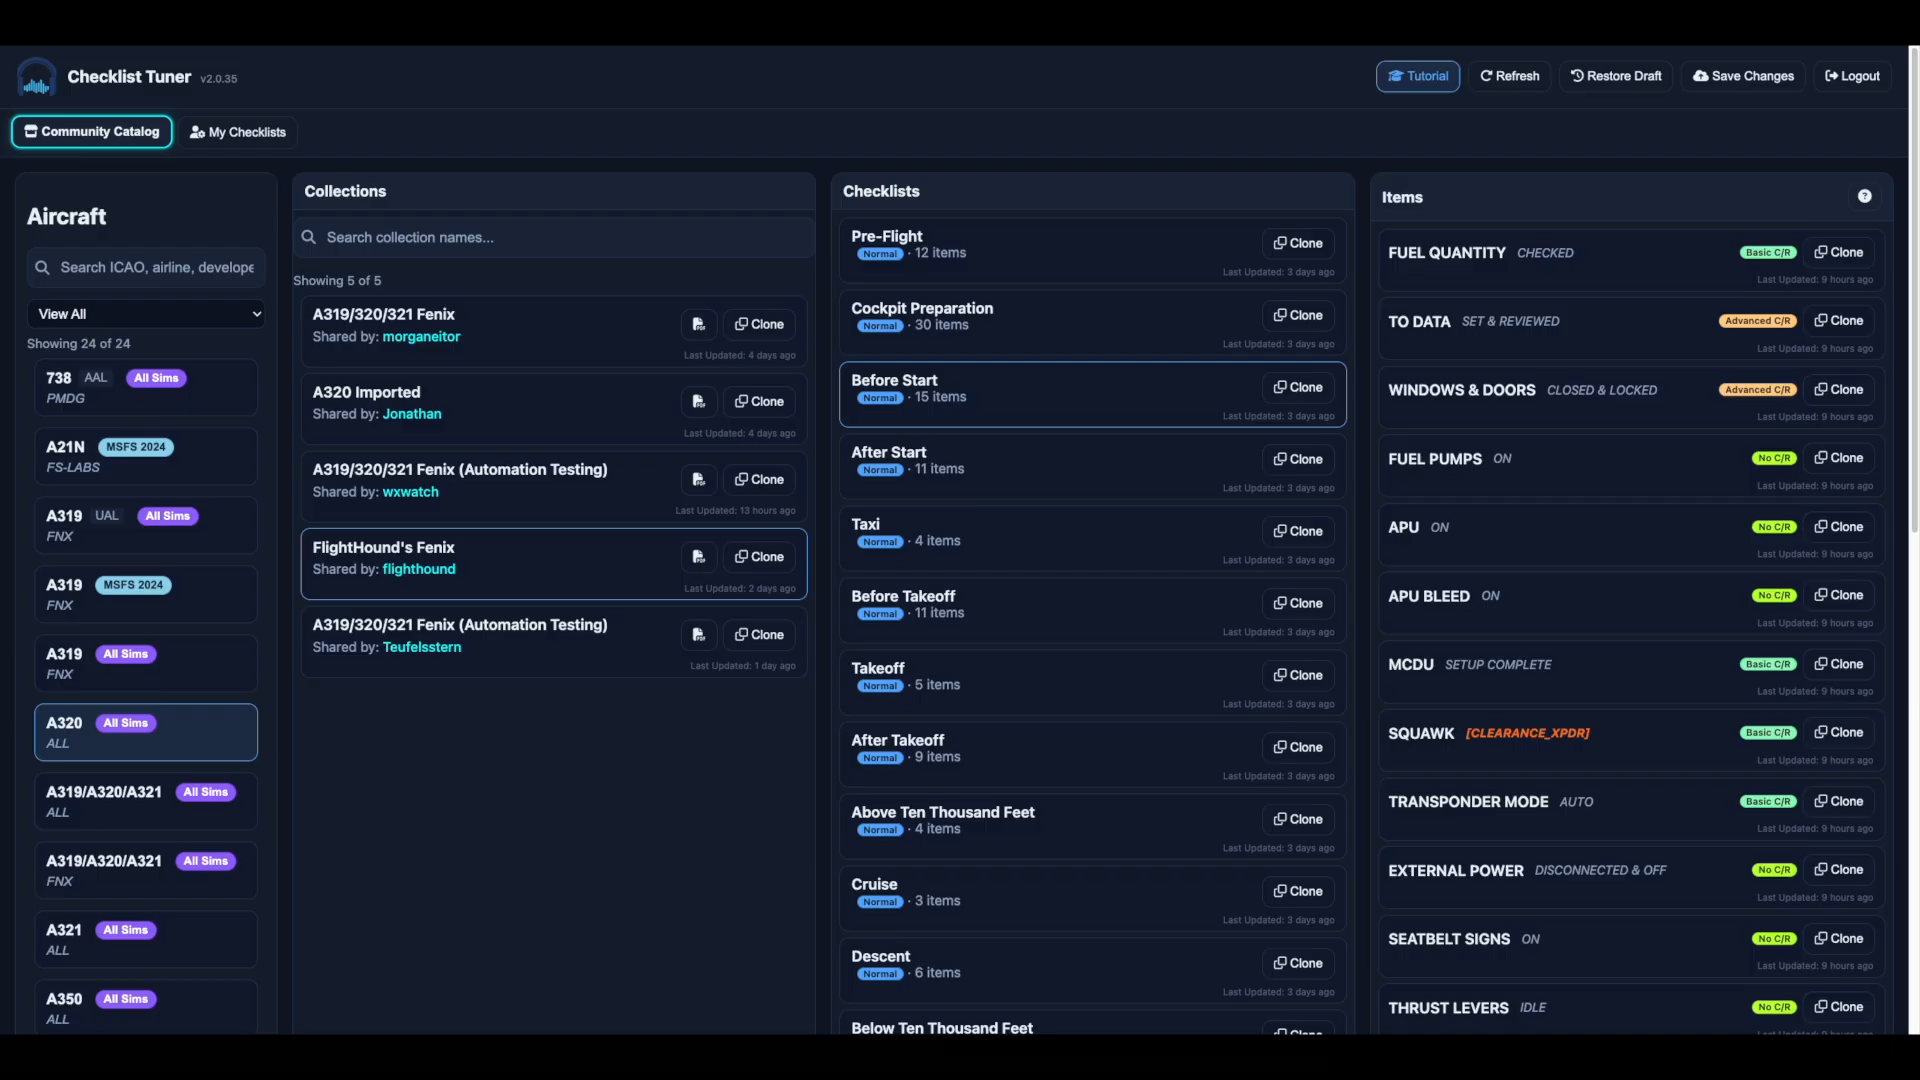 Checklist Tuner v2.0.35
Tutorial
Refresh
Restore Draft
Save Changes
Logout
Community Catalog
My Checklists
Aircraft
Search ICAO, airline, develope
View All
Showing 24 of 24
738 AAL All Sims
PMDG
A21N MSFS 2024
FS-LABS
A319 UAL All Sims
FNX
A319 MSFS 2024
FNX
A319 All Sims
FNX
A320 All Sims
ALL
A319/A320/A321 All Sims
ALL
A319/A320/A321 All Sims
FNX
A321 All Sims
ALL
A350 All Sims
ALL
Collections
Search collection names...
Showing 5 of 5
A319/320/321 Fenix
Shared by: morganeitor
Clone
Last Updated: 4 days ago
A320 Imported
Shared by: Jonathan
Clone
Last Updated: 4 days ago
A319/320/321 Fenix (Automation Testing)
Shared by: wxwatch
Clone
Last Updated: 13 hours ago
FlightHound's Fenix
Shared by: flighthound
Clone
Last Updated: 2 days ago
A319/320/321 Fenix (Automation Testing)
Shared by: Teufelsstern
Clone
Last Updated: 1 day ago
Checklists
Pre-Flight
Normal · 12 items
Clone
Last Updated: 3 days ago
Cockpit Preparation
Normal · 30 items
Clone
Last Updated: 3 days ago
Before Start
Normal · 15 items
Clone
Last Updated: 3 days ago
After Start
Normal · 11 items
Clone
Last Updated: 3 days ago
Taxi
Normal · 4 items
Clone
Last Updated: 3 days ago
Before Takeoff
Normal · 11 items
Clone
Last Updated: 3 days ago
Takeoff
Normal · 5 items
Clone
Last Updated: 3 days ago
After Takeoff
Normal · 9 items
Clone
Last Updated: 3 days ago
Above Ten Thousand Feet
Normal · 4 items
Clone
Last Updated: 3 days ago
Cruise
Normal · 3 items
Clone
Last Updated: 3 days ago
Descent
Normal · 6 items
Clone
Last Updated: 3 days ago
Below Ten Thousand Feet
Clone
Items
?
FUEL QUANTITY CHECKED Basic C/R Clone
Last Updated: 9 hours ago
TO DATA SET & REVIEWED Advanced C/R Clone
Last Updated: 9 hours ago
WINDOWS & DOORS CLOSED & LOCKED Advanced C/R Clone
Last Updated: 9 hours ago
FUEL PUMPS ON No C/R Clone
Last Updated: 9 hours ago
APU ON No C/R Clone
Last Updated: 9 hours ago
APU BLEED ON No C/R Clone
Last Updated: 9 hours ago
MCDU SETUP COMPLETE Basic C/R Clone
Last Updated: 9 hours ago
SQUAWK [CLEARANCE_XPDR] Basic C/R Clone
Last Updated: 9 hours ago
TRANSPONDER MODE AUTO Basic C/R Clone
Last Updated: 9 hours ago
EXTERNAL POWER DISCONNECTED & OFF No C/R Clone
Last Updated: 9 hours ago
SEATBELT SIGNS ON No C/R Clone
Last Updated: 9 hours ago
THRUST LEVERS IDLE No C/R Clone